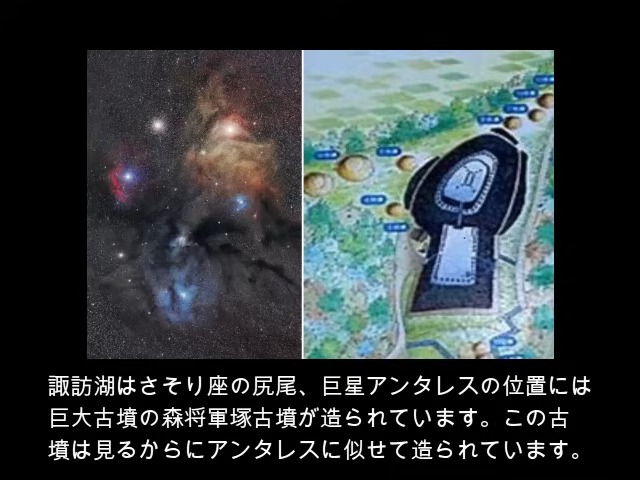 諏訪湖はさそり座の尻尾、巨星アンタレスの位置には
巨大古墳の森将軍塚古墳が造られています。この古
墳は見るからにアンタレスに似せて造られています。